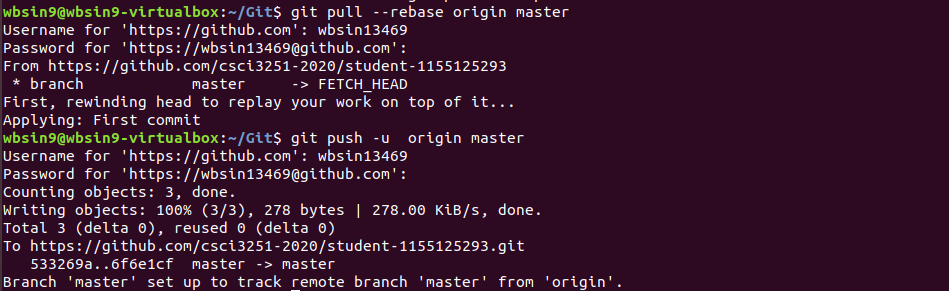 wbsin9@wbsin9-virtualbox:~/Git$ git pull --rebase origin master
Username for 'https://github.com': wbsin13469
Password for 'https://wbsin13469@github.com':
From https://github.com/csci3251-2020/student-1155125293
 * branch            master     -> FETCH_HEAD
First, rewinding head to replay your work on top of it...
Applying: First commit
wbsin9@wbsin9-virtualbox:~/Git$ git push -u  origin master
Username for 'https://github.com': wbsin13469
Password for 'https://wbsin13469@github.com':
Counting objects: 3, done.
Writing objects: 100% (3/3), 278 bytes | 278.00 KiB/s, done.
Total 3 (delta 0), reused 0 (delta 0)
To https://github.com/csci3251-2020/student-1155125293.git
   533269a..6f6e1cf  master -> master
Branch 'master' set up to track remote branch 'master' from 'origin'.